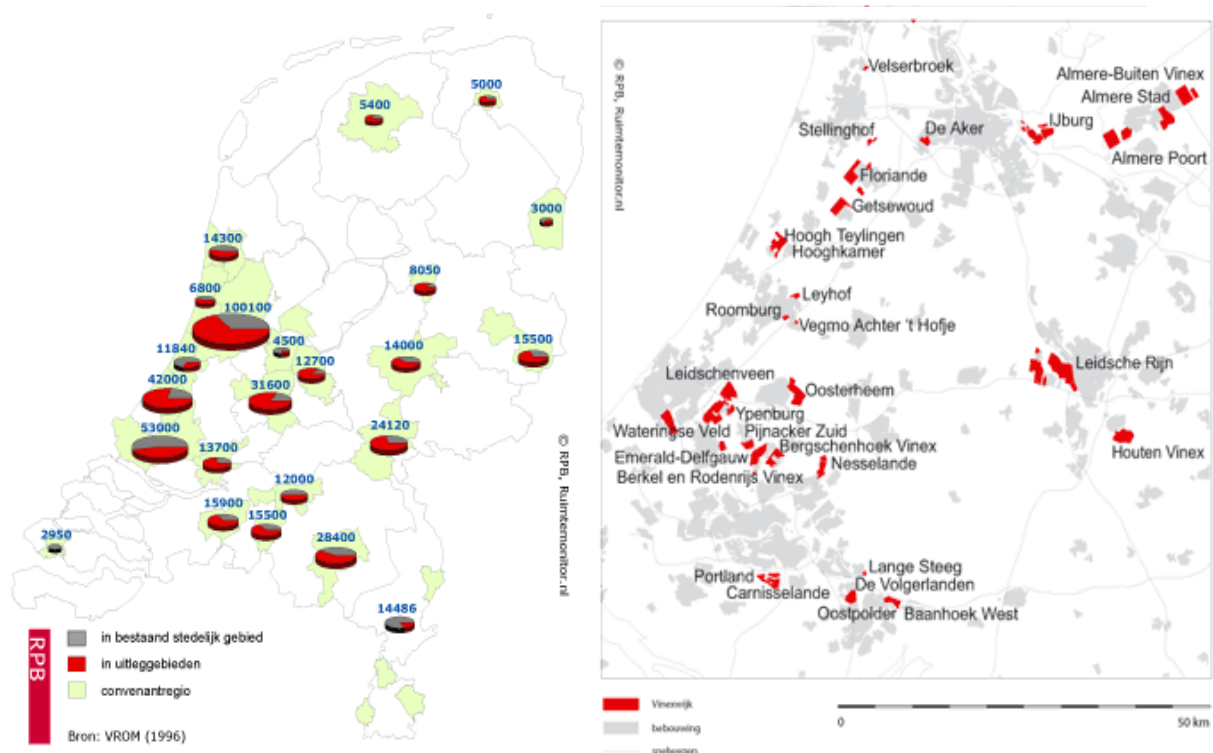 5000
5400
3000
14300
8050
6800
100100
4500
11840
14000
15500
12700
42000
31600
53000
24120
13700
12000
15900
15500
28400
2950
14486
© RPB, Ruimtemonitor.nl
RPB
in bestaand stedelijk gebied
in uitleggebieden
convenantregio
Bron: VROM (1996)
© RPB, Ruimtemonitor.nl
Velserbroek
Almere-Buiten Vinex
Almere Stad
IJburg
Stellinghof
De Aker
Almere Poort
Floriande
Getsewoud
Hoogh Teylingen
Hooghkamer
Leyhof
Roomburg
Vegmo Achter 't Hofje
Leidsche Rijn
Leidschenveen
Oosterheem
Ypenburg
Wateringse Veld
Pijnacker Zuid
Bergschenhoek Vinex
Houten Vinex
Emerald-Delfgauw
Nesselande
Berkel en Rodenrijs Vinex
Lange Steeg
Portland
De Volgerlanden
Carnisselande
Oostpolder
Baanhoek West
Vinexwijk
bebouwing
0
50 km